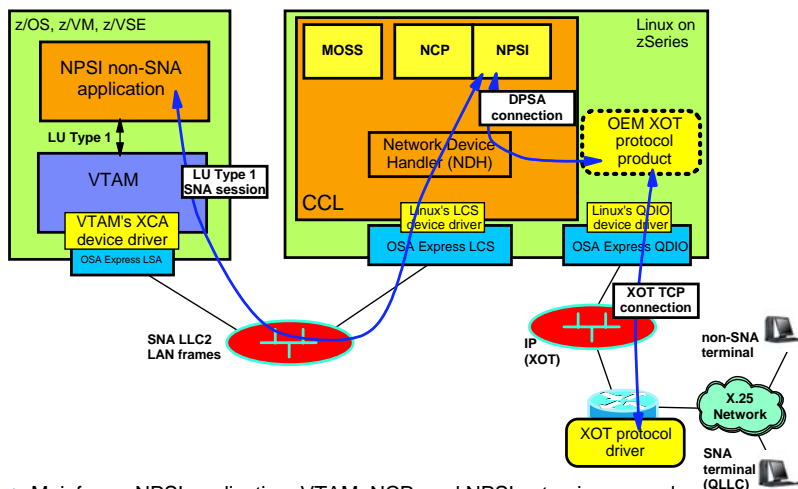 z/OS, z/VM, z/VSE
NPSI non-SNA
application
LU Type 1
VTAM
LU Type 1
SNA session
VTAM's XCA
device driver
OSA Express LSA
Linux on
zSeries
MOSS
NCP
NPSI
DPSA
connection
OEM XOT
protocol
product
Network Device
Handler (NDH)
CCL
Linux's LCS
device driver
OSA Express LCS
Linux's QDIO
device driver
OSA Express QDIO
SNA LLC2
LAN frames
XOT TCP
connection
IP
(XOT)
non-SNA
terminal
X.25
Network
XOT protocol
driver
SNA
terminal
(QLLC)